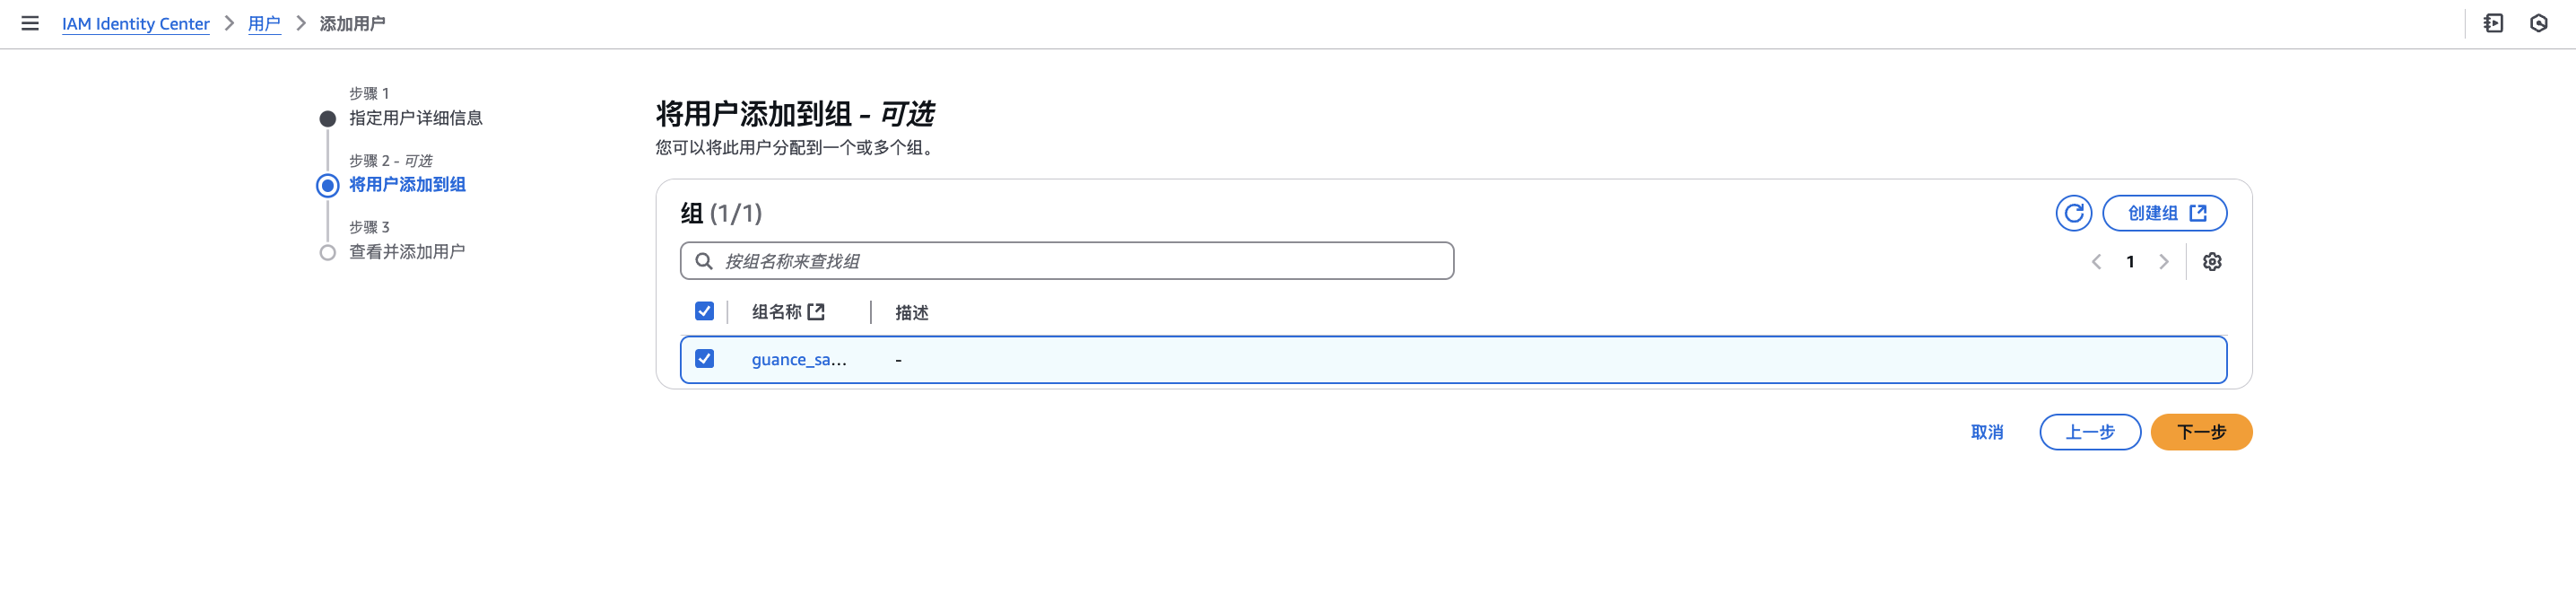 IAM Identity Center > 用户 > 添加用户
步骤 1
指定用户详细信息
步骤 2 - 可选
将用户添加到组
步骤 3
查看并添加用户
将用户添加到组 - 可选
您可以将此用户分配到一个或多个组。
组 (1/1)
创建组
按组名称来查找组
1
组名称 描述
guance_sa... -
取消 上一步 下一步